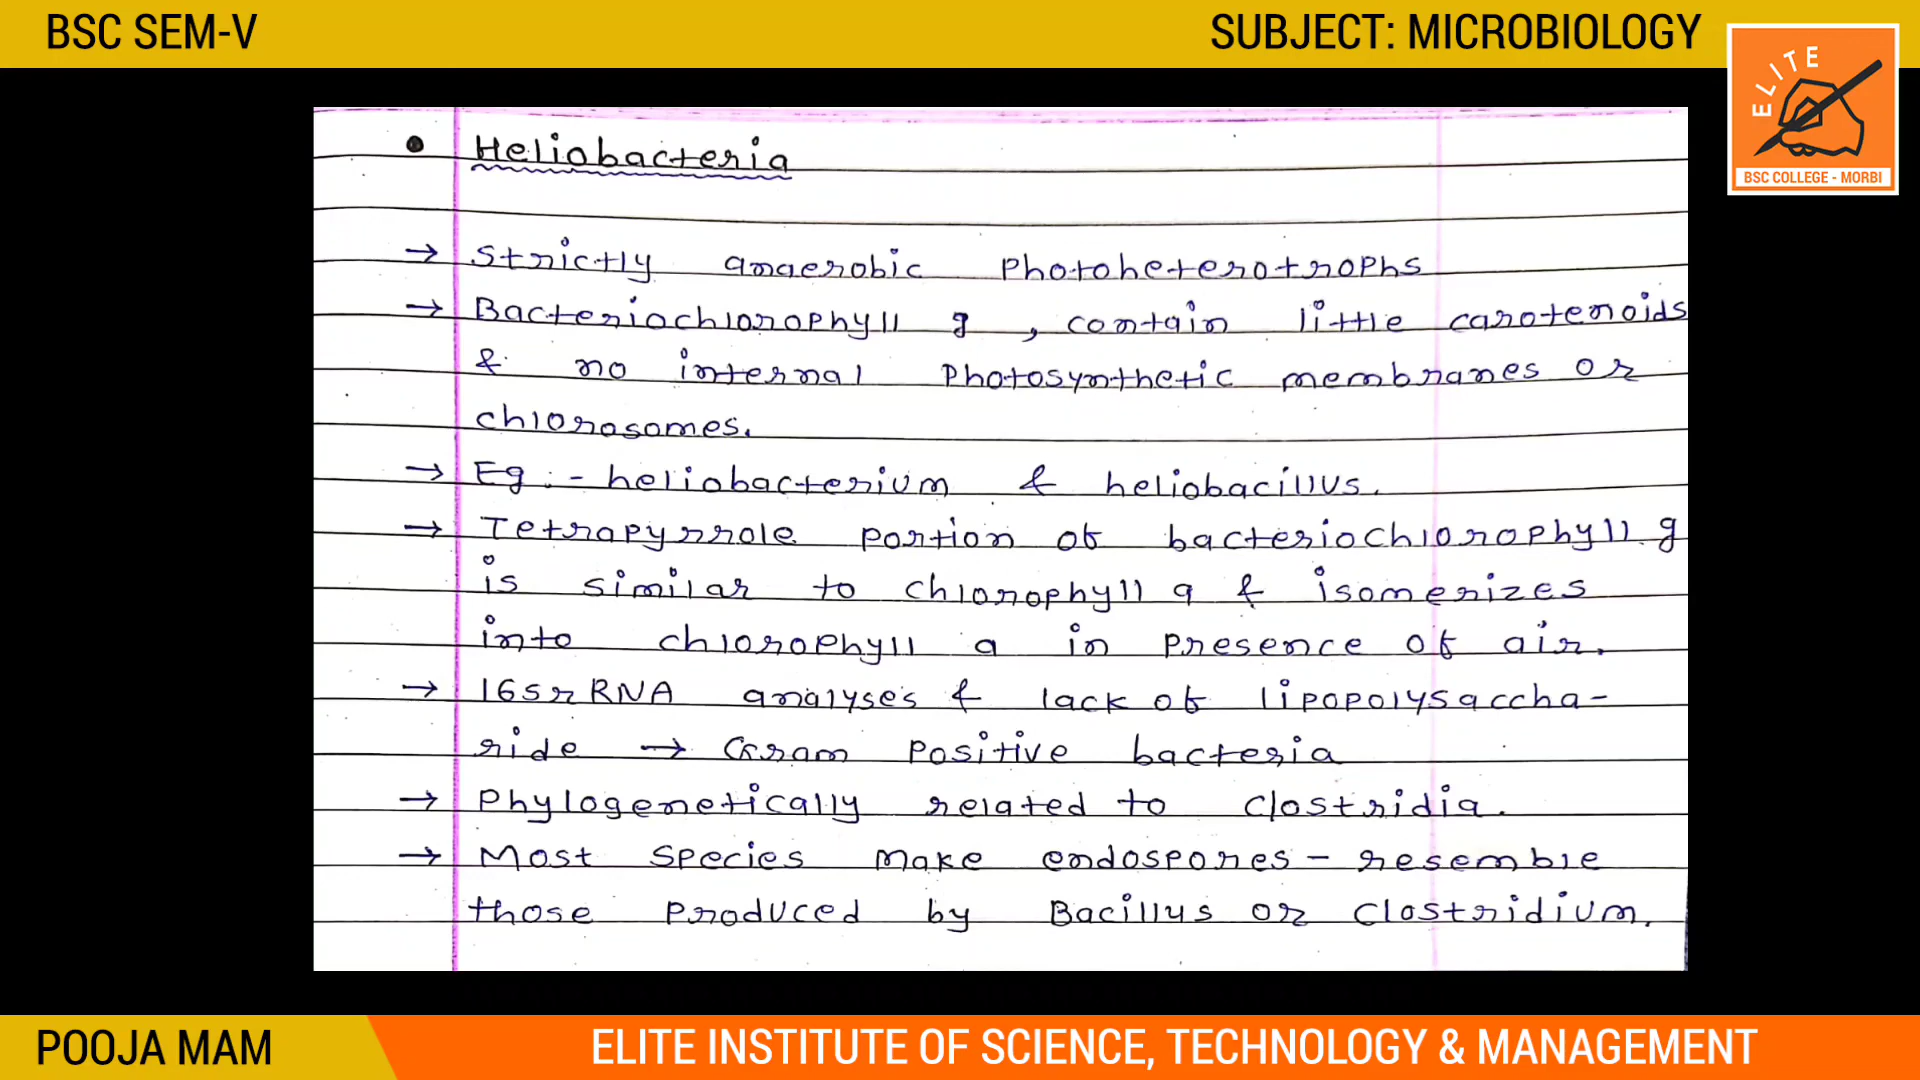 BSC SEM-V
SUBJECT: MICROBIOLOGY
ELITE
BSC COLLEGE - MORBI
• Heliobacteria
→ Strictly anaerobic Photoheterotrophs
→ Bacteriochlorophyll g , contain little carotenoids
& no internal Photosynthetic membranes or
chlorosomes.
→ Eg :- heliobacterium & heliobacillus.
→ Tetrapyrrole portion of bacteriochlorophyll g
is similar to chlorophyll a & isomerizes
into chlorophyll a in presence of air.
→ 16srRNA analyses & lack of lipopolysaccha-
ride → Gram Positive bacteria
→ Phylogenetically related to Clostridia.
→ Most species make endospores - resemble
those produced by Bacillus or Clostridium.
POOJA MAM
ELITE INSTITUTE OF SCIENCE, TECHNOLOGY & MANAGEMENT